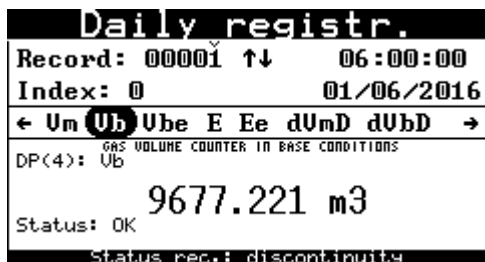 Daily registr.
Record: 00001 ↑↓ 06:00:00
Index: 0 01/06/2016
← Vm Vb Vbe E Ee dVmD dVbD →
GAS VOLUME COUNTER IN BASE CONDITIONS
DP(4): Vb
9677.221 m3
Status: OK
Status rec.: discontinuity